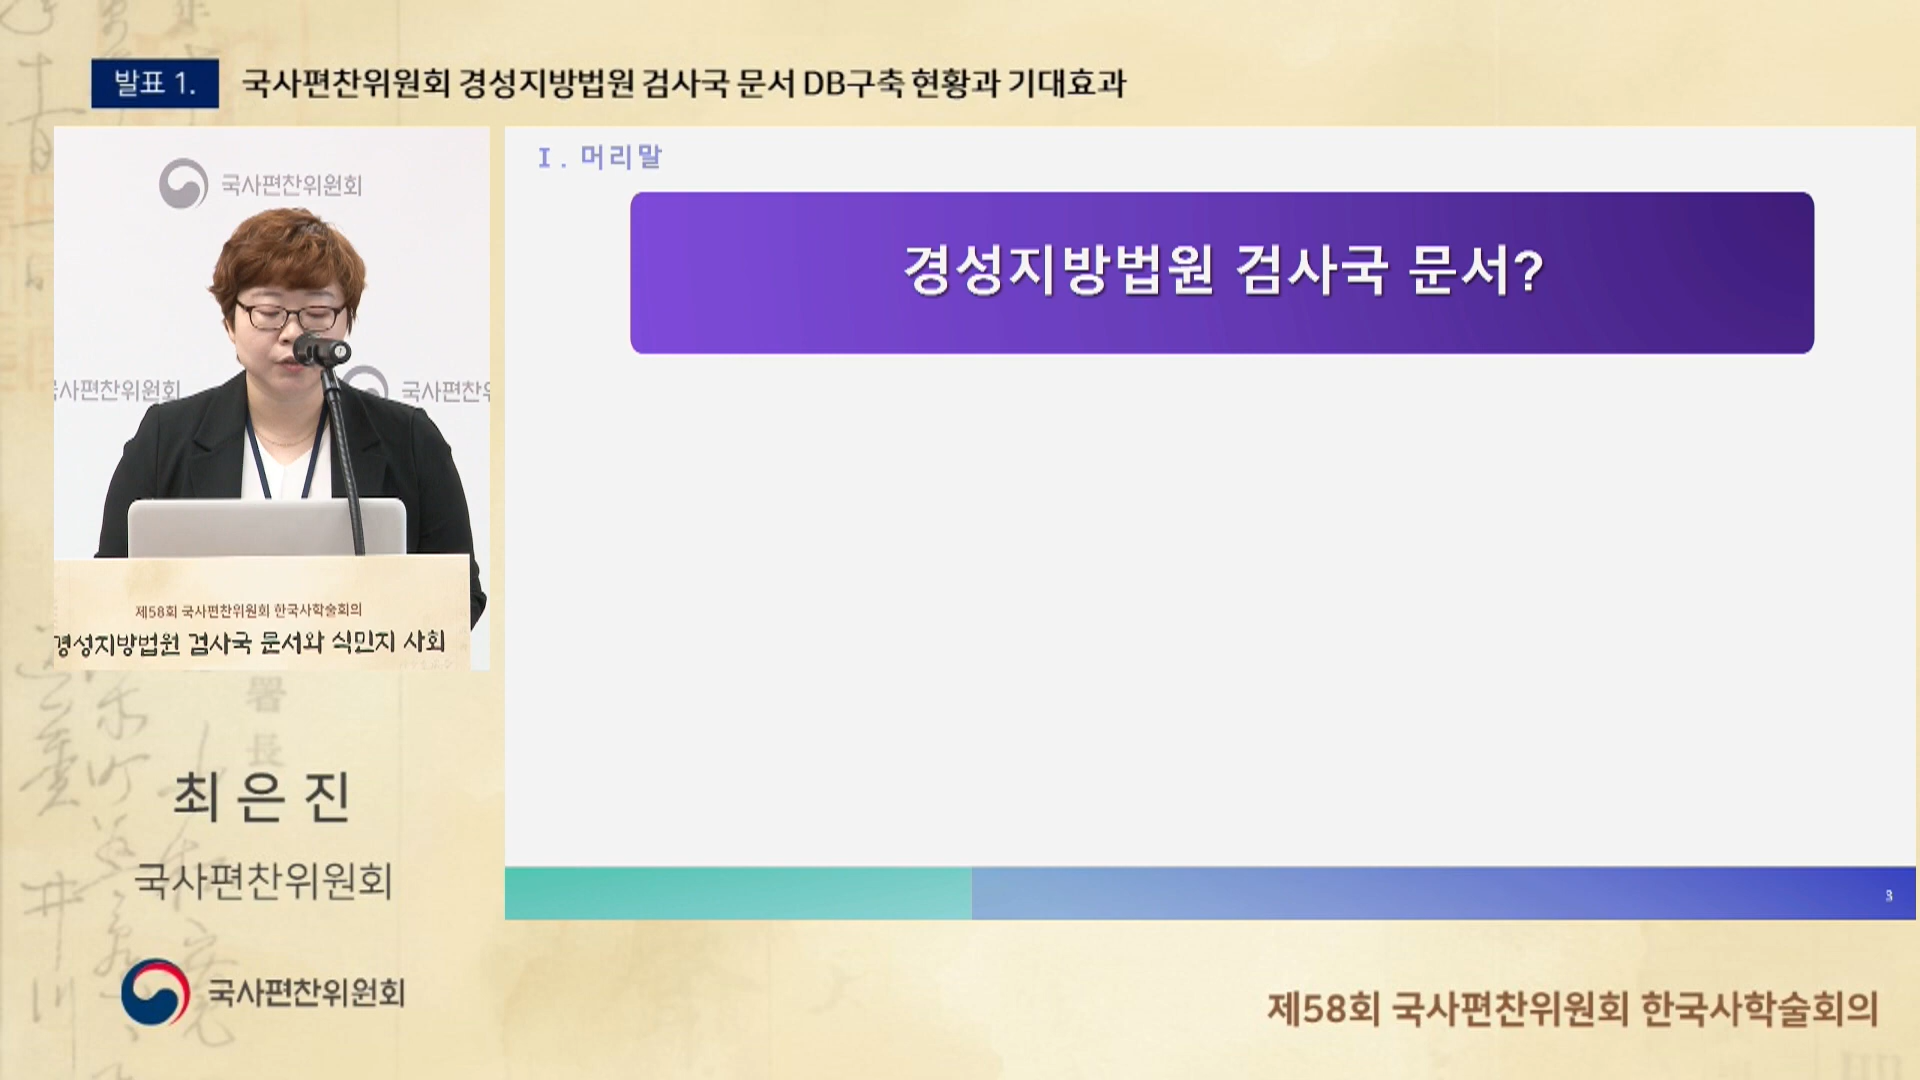 발표 1.
국사편찬위원회 경성지방법원 검사국 문서 DB구축 현황과 기대효과
국사편찬위원회
국사편찬위원회
국사편찬
제58회 국사편찬위원회 한국사학술회의
경성지방법원 검사국 문서와 식민지 사회
I. 머리말
경성지방법원 검사국 문서?
3
署
長
최은진
국사편찬위원회
국사편찬위원회
제58회 국사편찬위원회 한국사학술회의